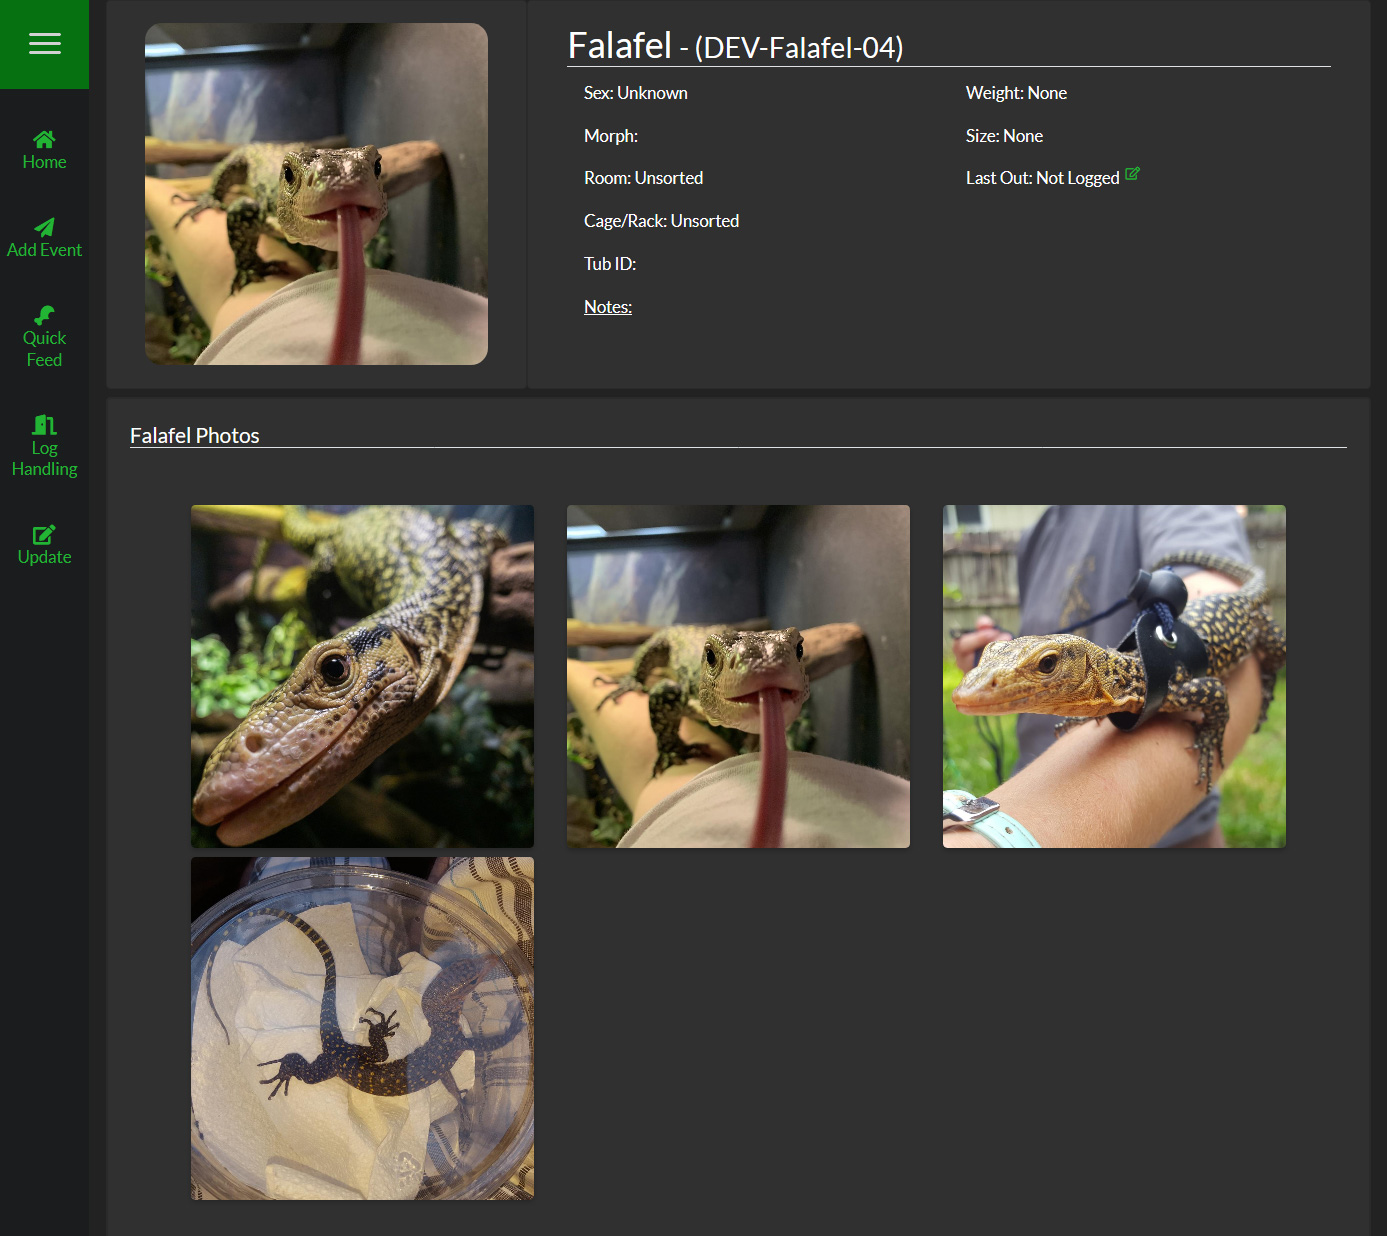 Home
Add Event
Quick
Feed
Log
Handling
Update
Falafel - (DEV-Falafel-04)
Sex: Unknown
Weight: None
Morph:
Size: None
Room: Unsorted
Last Out: Not Logged
Cage/Rack: Unsorted
Tub ID:
Notes:
Falafel Photos